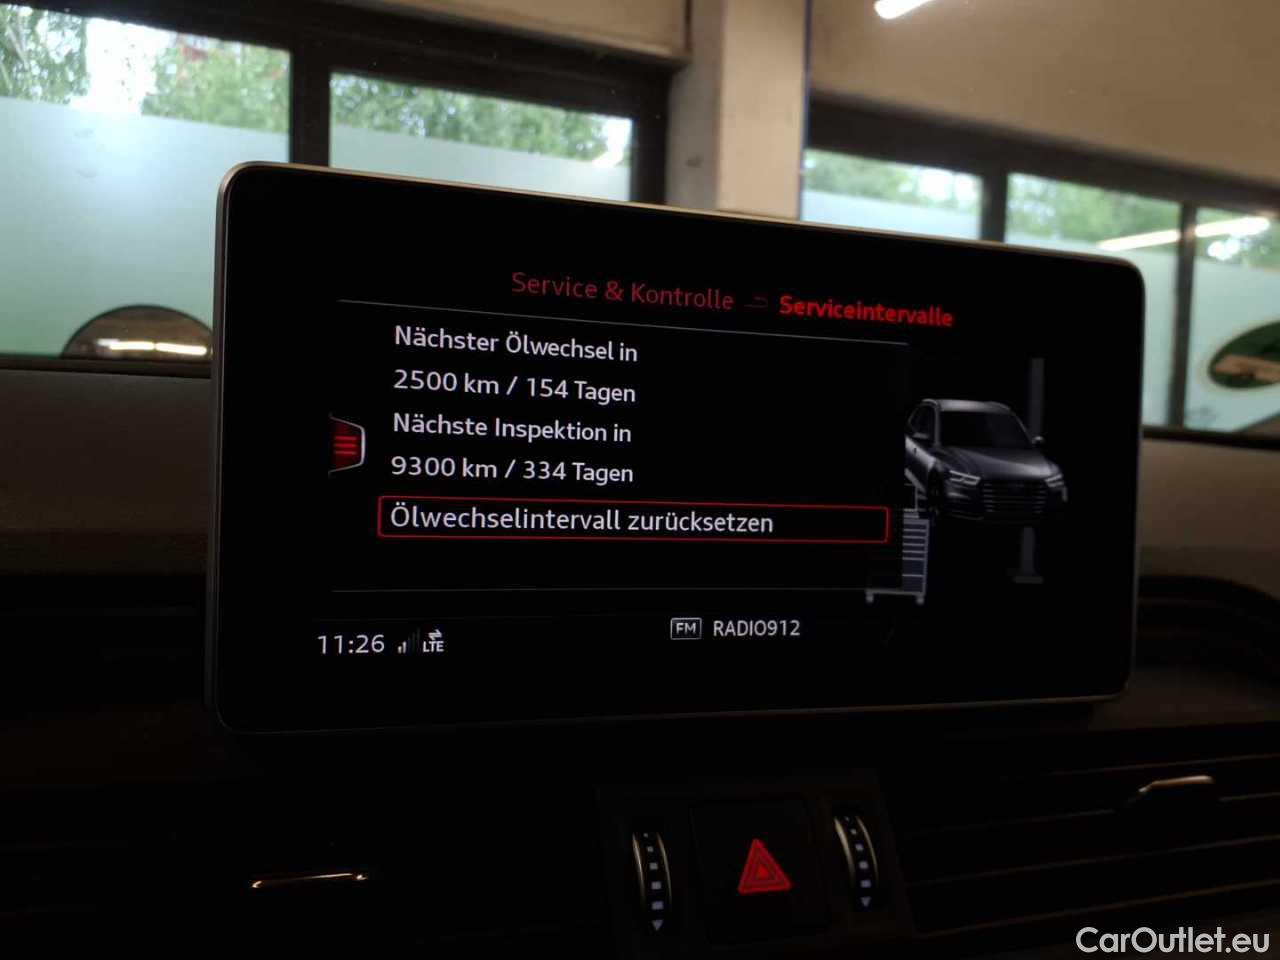 Service & Kontrolle Serviceintervalle
Nächster Ölwechsel in
2500 km / 154 Tagen
Nächste Inspektion in
9300 km / 334 Tagen
Ölwechselintervall zurücksetzen
11:26 LTE FM RADIO912
CarOutlet.eu